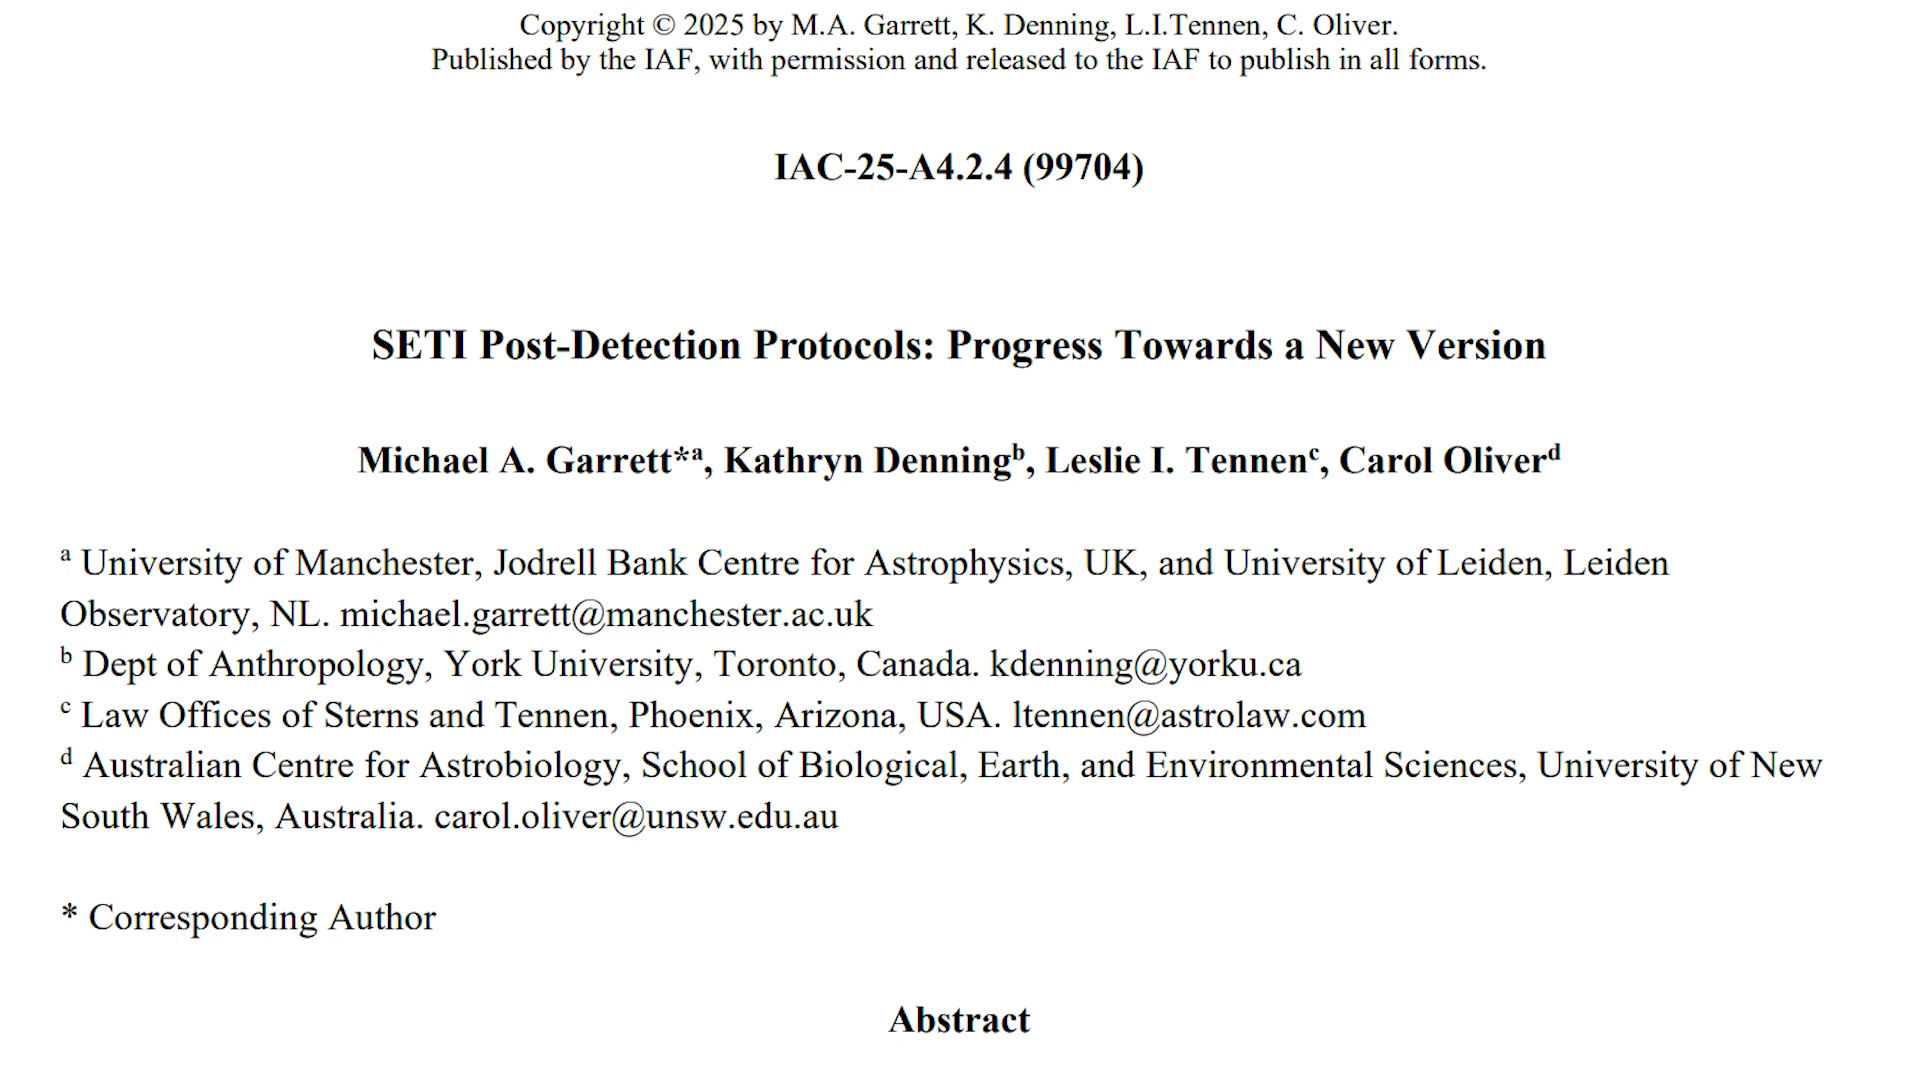 Copyright © 2025 by M.A. Garrett, K. Denning, L.I.Tennen, C. Oliver.
Published by the IAF, with permission and released to the IAF to publish in all forms.
IAC-25-A4.2.4 (99704)
SETI Post-Detection Protocols: Progress Towards a New Version
Michael A. Garrett*a, Kathryn Denningb, Leslie I. Tennenc, Carol Oliverd
a University of Manchester, Jodrell Bank Centre for Astrophysics, UK, and University of Leiden, Leiden
Observatory, NL. michael.garrett@manchester.ac.uk
b Dept of Anthropology, York University, Toronto, Canada. kdenning@yorku.ca
c Law Offices of Sterns and Tennen, Phoenix, Arizona, USA. ltennen@astrolaw.com
d Australian Centre for Astrobiology, School of Biological, Earth, and Environmental Sciences, University of New
South Wales, Australia. carol.oliver@unsw.edu.au
* Corresponding Author
Abstract